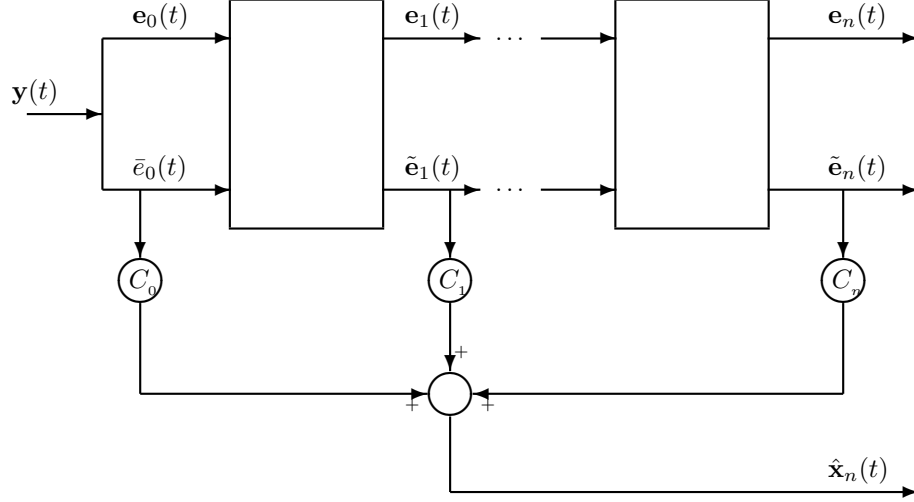 𝐞₀(t) 𝐞₁(t) 𝐞ₙ(t)
··· 
𝐲(t)
ē₀(t) 𝐞̃₁(t) 𝐞̃ₙ(t)
···
C₀ C₁ Cₙ
+
+ +
𝐱̂ₙ(t)